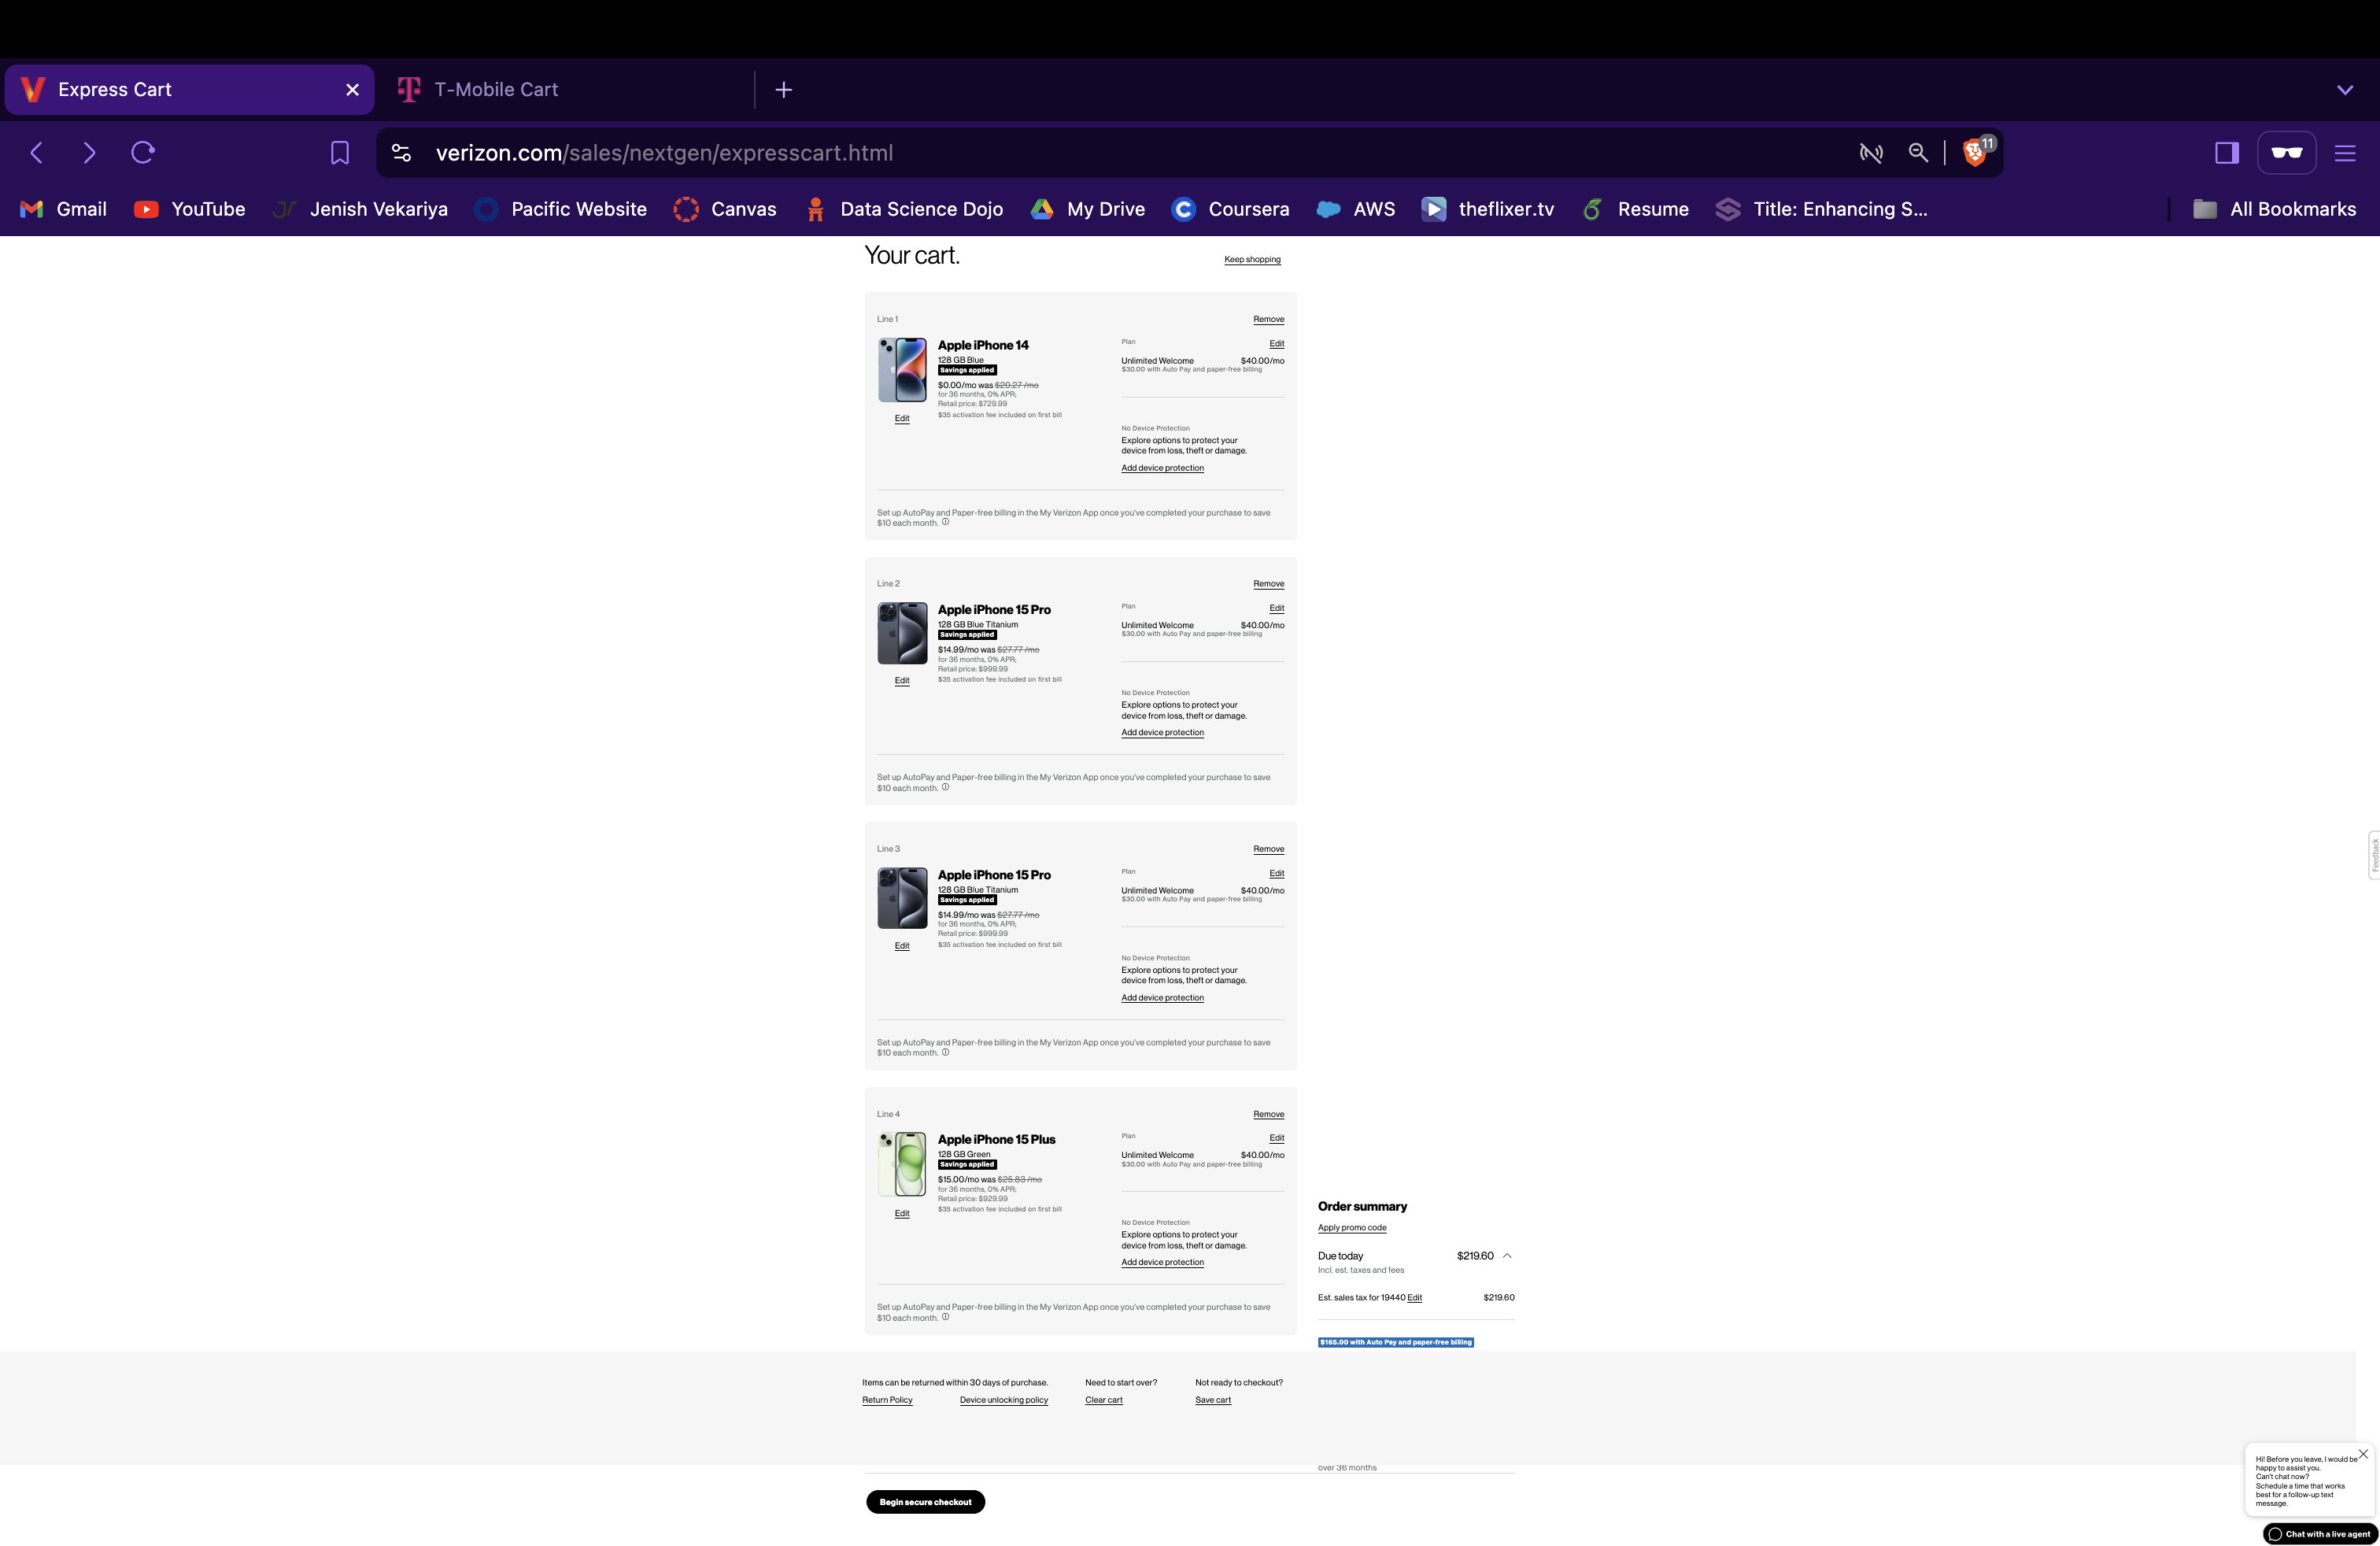 Express Cart
T-Mobile Cart
verizon.com/sales/nextgen/expresscart.html
11
Gmail
YouTube
Jenish Vekariya
Pacific Website
Canvas
Data Science Dojo
My Drive
Coursera
AWS
theflixer.tv
Resume
Title: Enhancing S...
All Bookmarks
Your cart.
Keep shopping
Line 1
Remove
Apple iPhone 14
128 GB Blue
Savings applied
$0.00/mo was $20.27 /mo
for 36 months, 0% APR;
Retail price: $729.99
$35 activation fee included on first bill
Edit
Plan
Edit
Unlimited Welcome $40.00/mo
$30.00 with Auto Pay and paper-free billing
No Device Protection
Explore options to protect your
device from loss, theft or damage.
Add device protection
Set up AutoPay and Paper-free billing in the My Verizon App once you've completed your purchase to save
$10 each month.
Line 2
Remove
Apple iPhone 15 Pro
128 GB Blue Titanium
Savings applied
$14.99/mo was $27.77 /mo
for 36 months, 0% APR;
Retail price: $999.99
$35 activation fee included on first bill
Edit
Plan
Edit
Unlimited Welcome $40.00/mo
$30.00 with Auto Pay and paper-free billing
No Device Protection
Explore options to protect your
device from loss, theft or damage.
Add device protection
Set up AutoPay and Paper-free billing in the My Verizon App once you've completed your purchase to save
$10 each month.
Line 3
Remove
Apple iPhone 15 Pro
128 GB Blue Titanium
Savings applied
$14.99/mo was $27.77 /mo
for 36 months, 0% APR;
Retail price: $999.99
$35 activation fee included on first bill
Edit
Plan
Edit
Unlimited Welcome $40.00/mo
$30.00 with Auto Pay and paper-free billing
No Device Protection
Explore options to protect your
device from loss, theft or damage.
Add device protection
Set up AutoPay and Paper-free billing in the My Verizon App once you've completed your purchase to save
$10 each month.
Line 4
Remove
Apple iPhone 15 Plus
128 GB Green
Savings applied
$15.00/mo was $25.83 /mo
for 36 months, 0% APR;
Retail price: $929.99
$35 activation fee included on first bill
Edit
Plan
Edit
Unlimited Welcome $40.00/mo
$30.00 with Auto Pay and paper-free billing
No Device Protection
Explore options to protect your
device from loss, theft or damage.
Add device protection
Set up AutoPay and Paper-free billing in the My Verizon App once you've completed your purchase to save
$10 each month.
Order summary
Apply promo code
Due today $219.60
Incl. est. taxes and fees
Est. sales tax for 19440 Edit $219.60
$165.00 with Auto Pay and paper-free billing
Items can be returned within 30 days of purchase.
Return Policy
Device unlocking policy
Need to start over?
Clear cart
Not ready to checkout?
Save cart
over 36 months
Begin secure checkout
Feedback
Hi! Before you leave, I would be
happy to assist you.
Can't chat now?
Schedule a time that works
best for a follow-up text
message.
Chat with a live agent